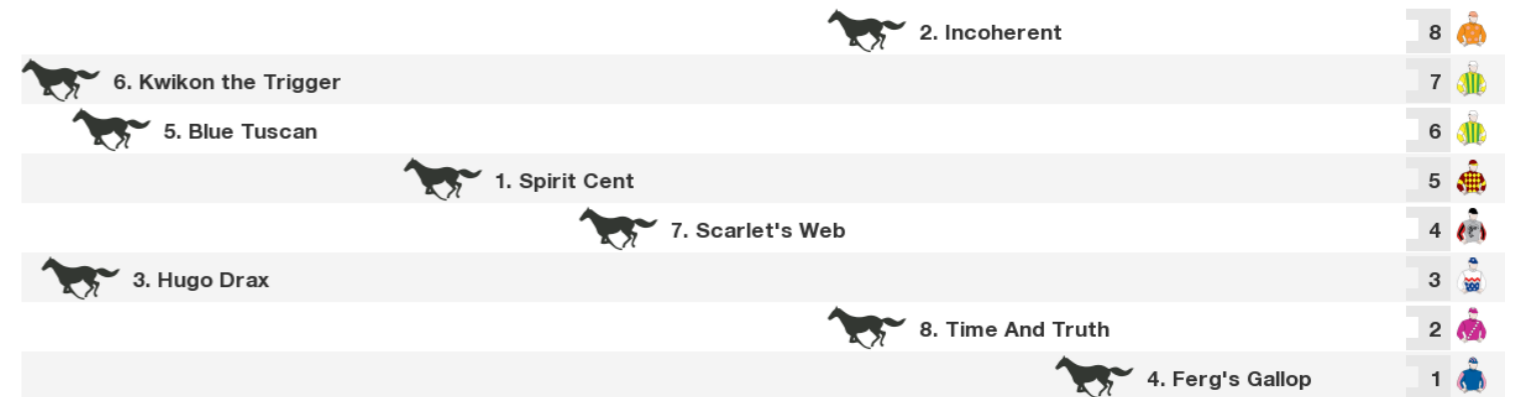 2. Incoherent 8
6. Kwikon the Trigger 7
5. Blue Tuscan 6
1. Spirit Cent 5
7. Scarlet's Web 4
3. Hugo Drax 3
8. Time And Truth 2
4. Ferg's Gallop 1